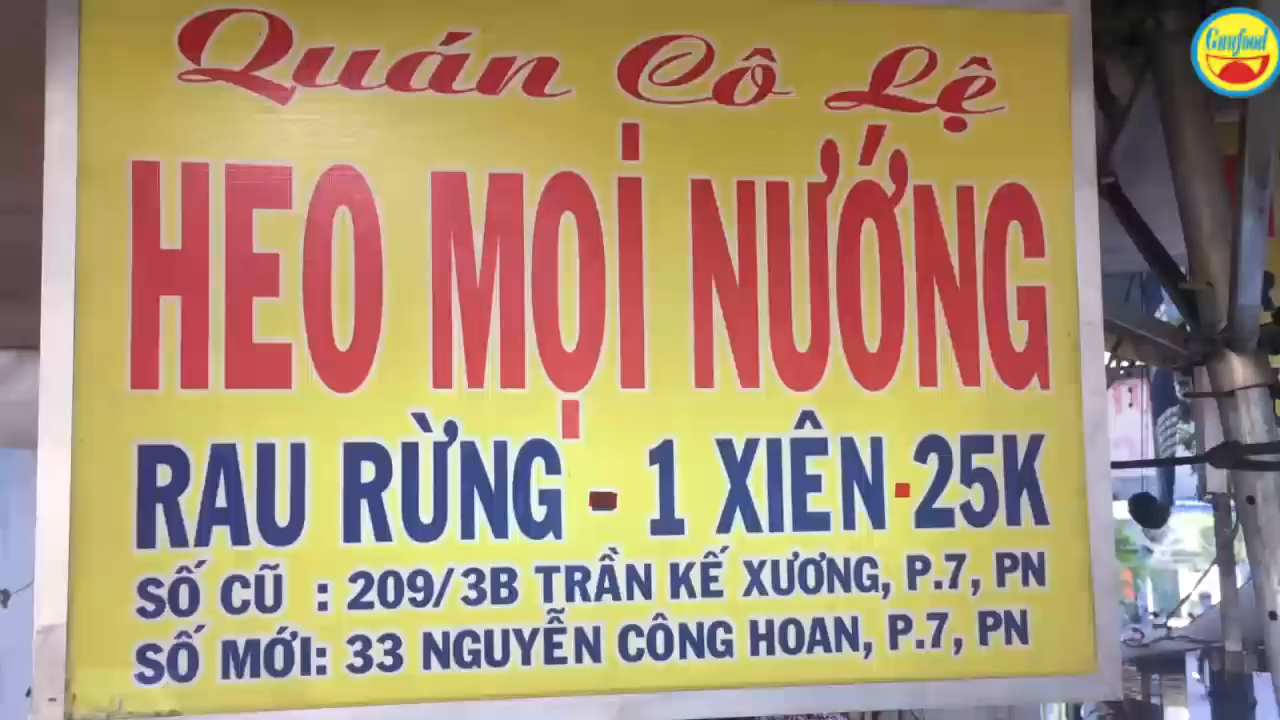 Quán Cô Lệ
HEO MỌI NƯỚNG
RAU RỪNG - 1 XIÊN - 25K
SỐ CŨ : 209/3B TRẦN KẾ XƯƠNG, P.7, PN
SỐ MỚI: 33 NGUYỄN CÔNG HOAN, P.7, PN